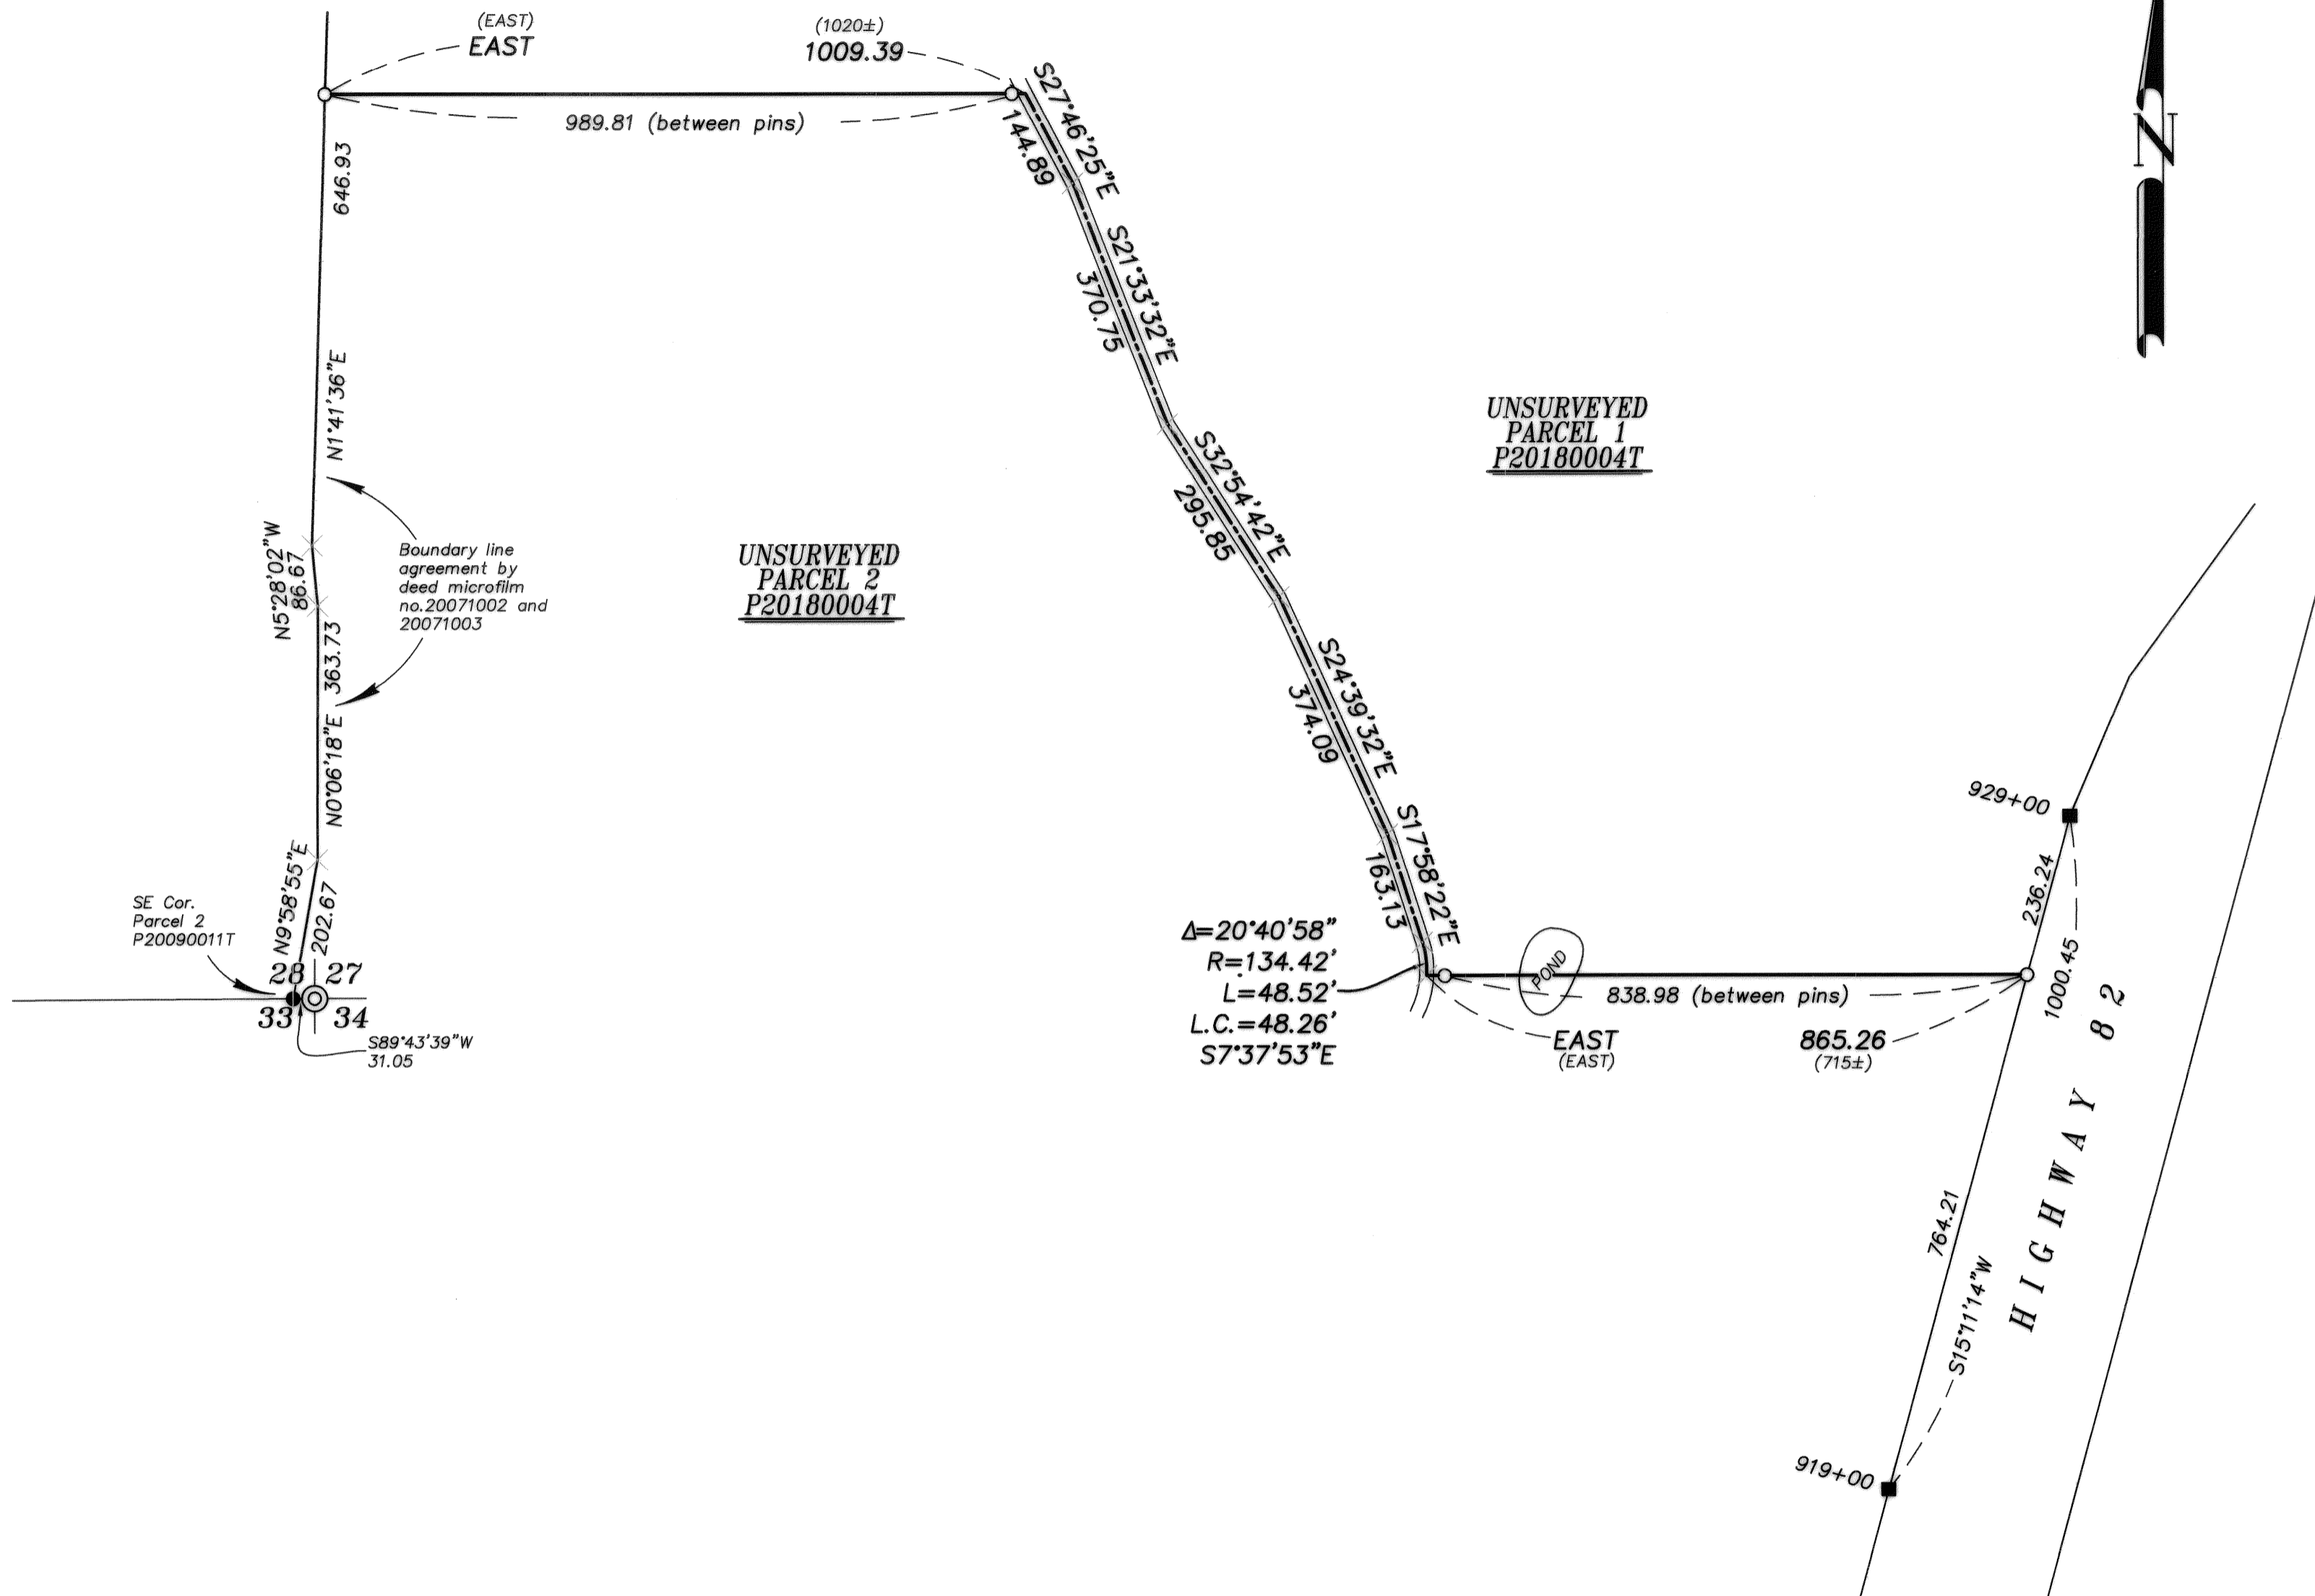 (EAST)
EAST
(1020±)
1009.39
989.81 (between pins)
N
646.93
N1°41'36"E
S27°46'25"E
144.89
S21°33'32"E
370.75
S32°54'42"E
295.85
UNSURVEYED
PARCEL 1
P20180004T
UNSURVEYED
PARCEL 2
P20180004T
N5°28'02"W
86.67
Boundary line
agreement by
deed microfilm
no.20071002 and
20071003
363.73
N0°06'18"E
S24°39'32"E
374.09
S17°58'22"E
163.13
N9°58'55"E
202.67
SE Cor.
Parcel 2
P20090011T
28 27
33 34
S89°43'39"W
31.05
Δ=20°40'58"
R=134.42'
L=48.52'
L.C.=48.26'
S7°37'53"E
POND
838.98 (between pins)
EAST
(EAST)
865.26
(715±)
929+00
236.24
1000.45
764.21
S15°11'14"W
HIGHWAY 82
919+00